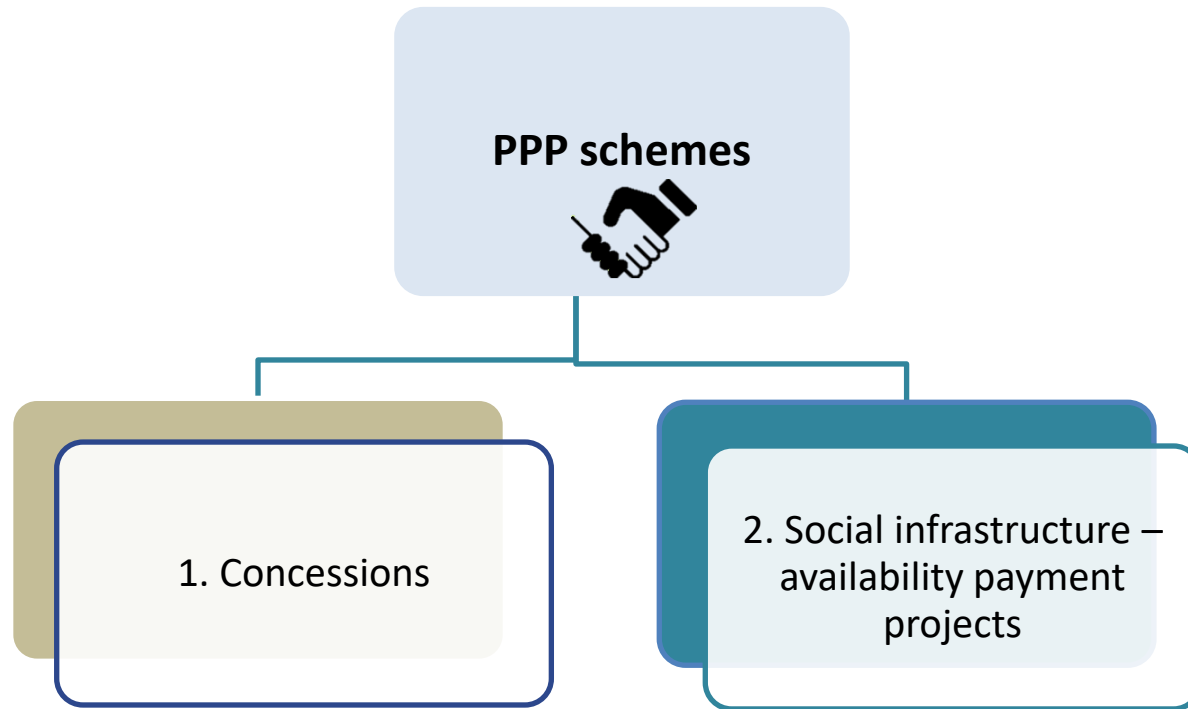 PPP schemes
1. Concessions
2. Social infrastructure –
availability payment
projects